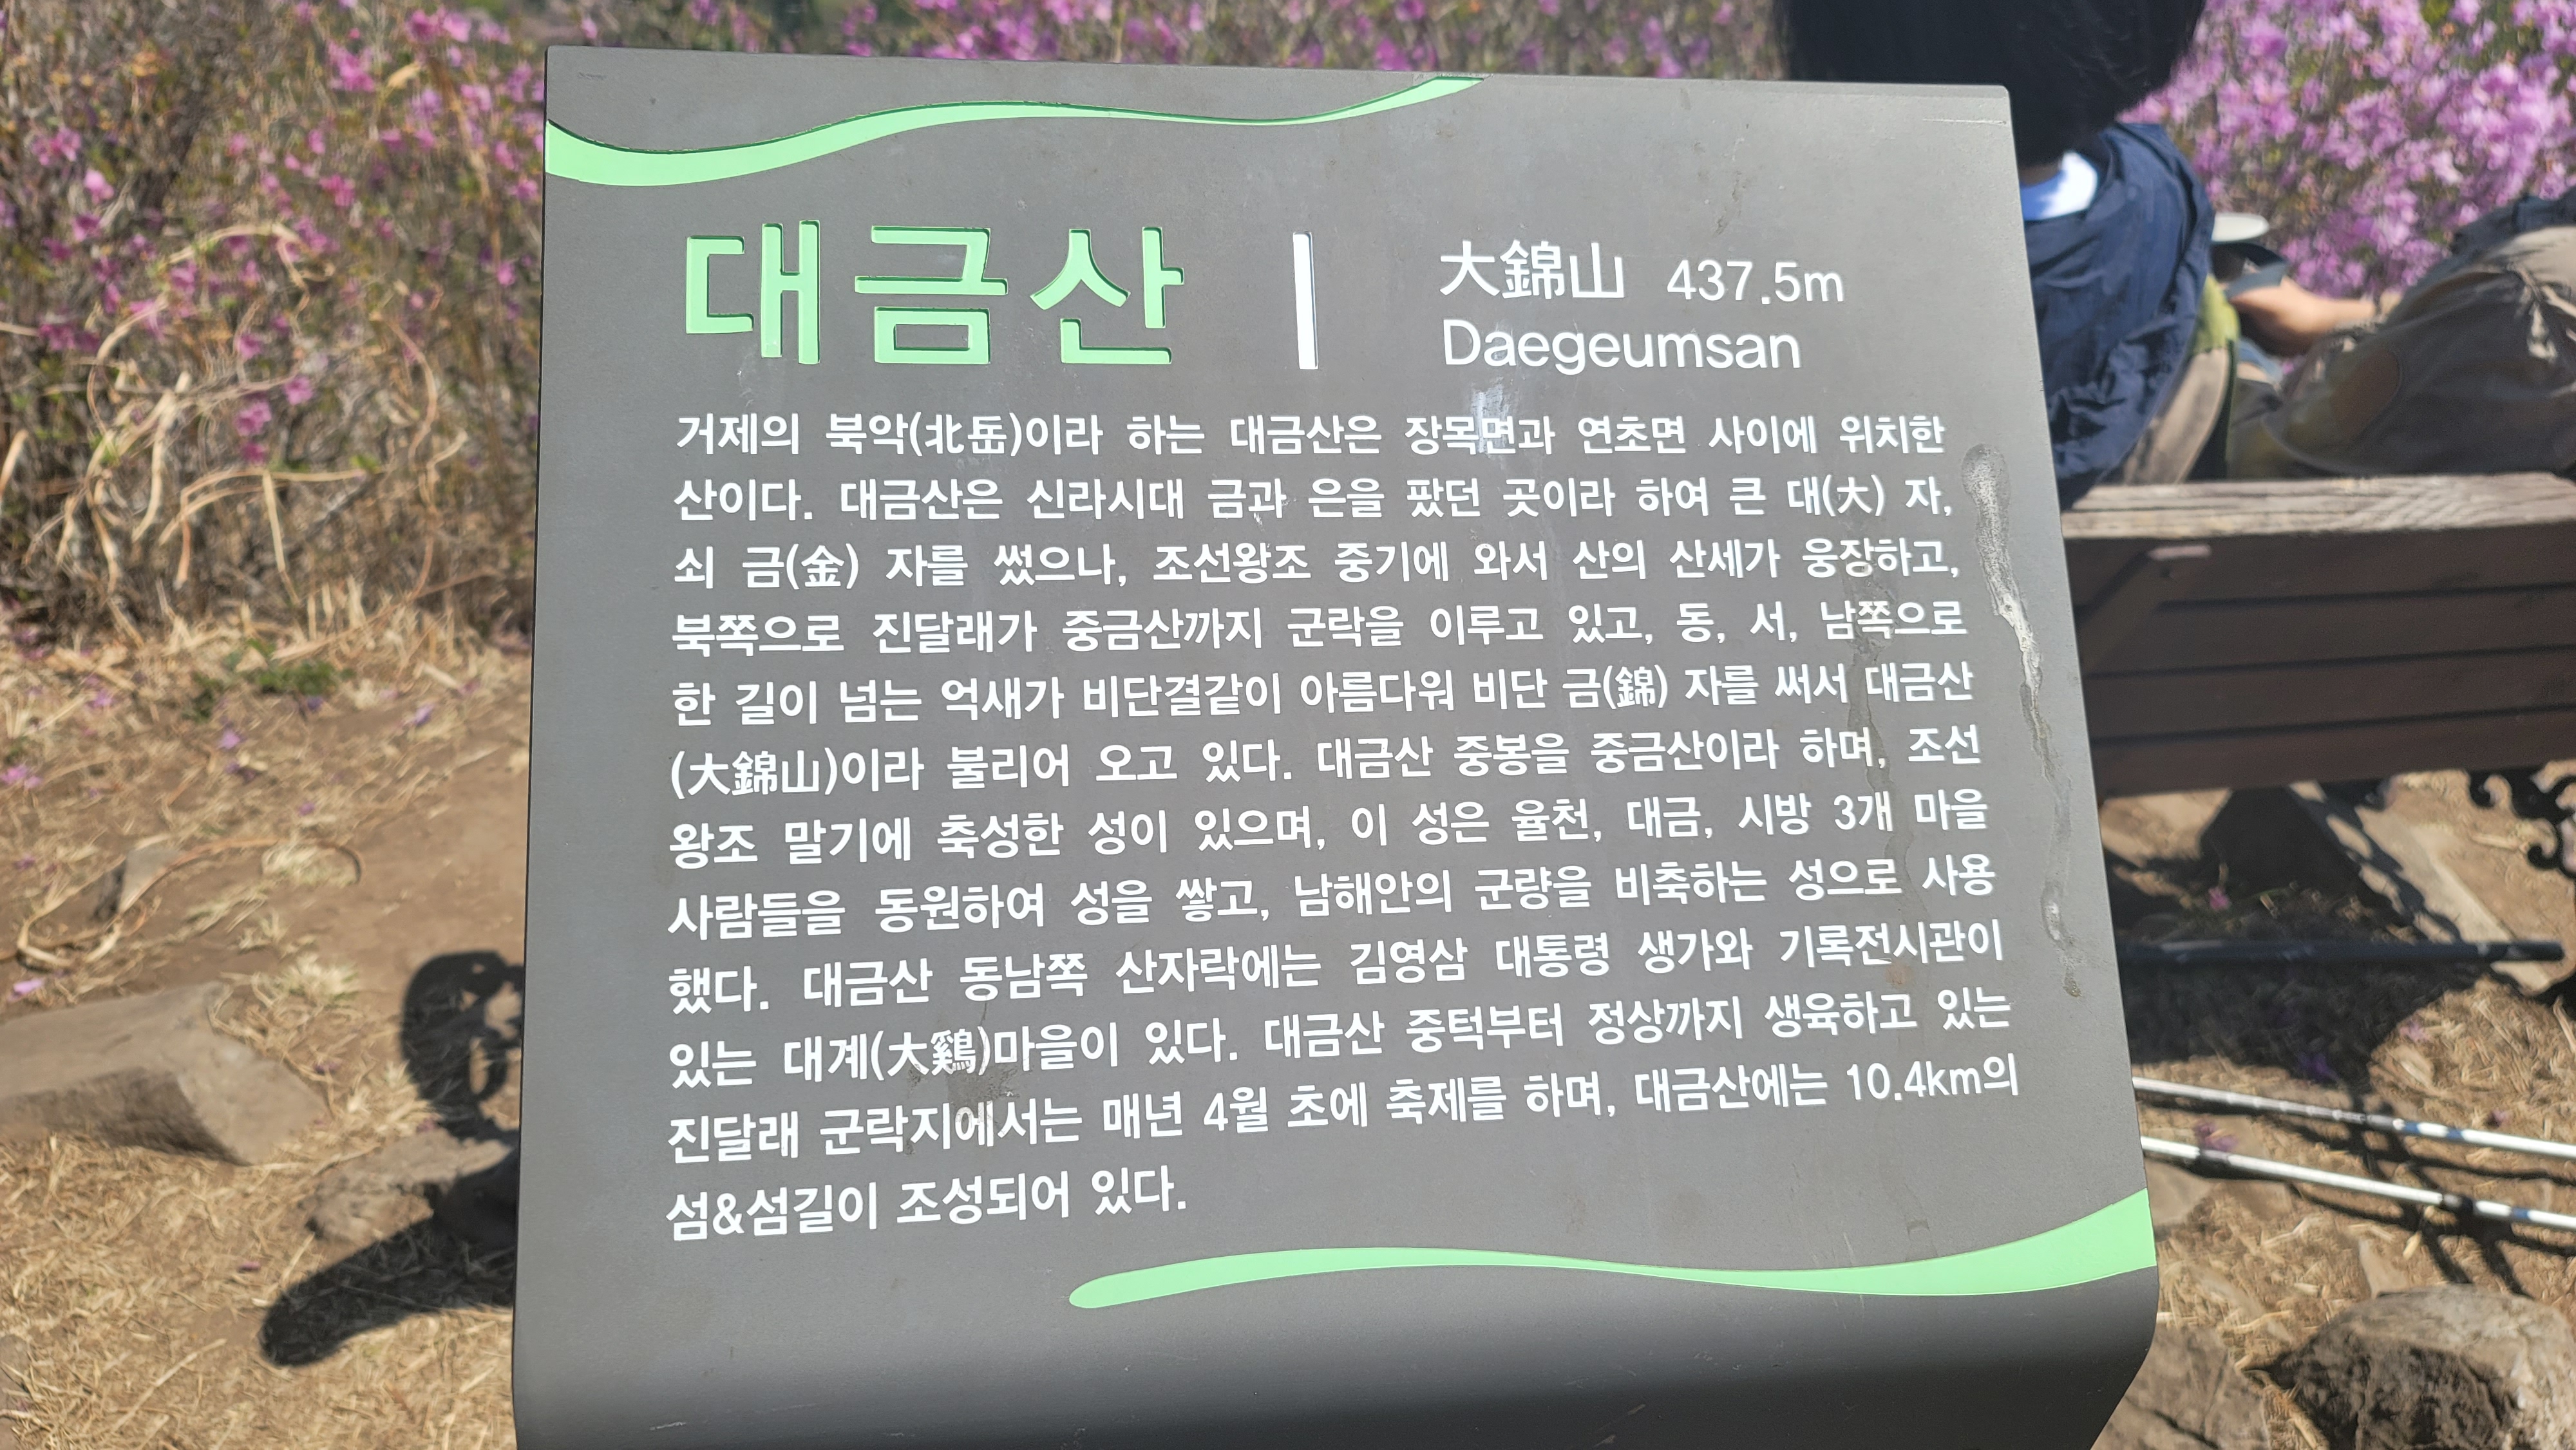 대금산
大錦山 437.5m
Daegeumsan
거제의 북악(北岳)이라 하는 대금산은 장목면과 연초면 사이에 위치한
산이다. 대금산은 신라시대 금과 은을 팠던 곳이라 하여 큰 대(大) 자,
쇠 금(金) 자를 썼으나, 조선왕조 중기에 와서 산의 산세가 웅장하고,
북쪽으로 진달래가 중금산까지 군락을 이루고 있고, 동, 서, 남쪽으로
한 길이 넘는 억새가 비단결같이 아름다워 비단 금(錦) 자를 써서 대금산
(大錦山)이라 불리어 오고 있다. 대금산 중봉을 중금산이라 하며, 조선
왕조 말기에 축성한 성이 있으며, 이 성은 율천, 대금, 시방 3개 마을
사람들을 동원하여 성을 쌓고, 남해안의 군량을 비축하는 성으로 사용
했다. 대금산 동남쪽 산자락에는 김영삼 대통령 생가와 기록전시관이
있는 대계(大鷄)마을이 있다. 대금산 중턱부터 정상까지 생육하고 있는
진달래 군락지에서는 매년 4월 초에 축제를 하며, 대금산에는 10.4km의
섬&섬길이 조성되어 있다.